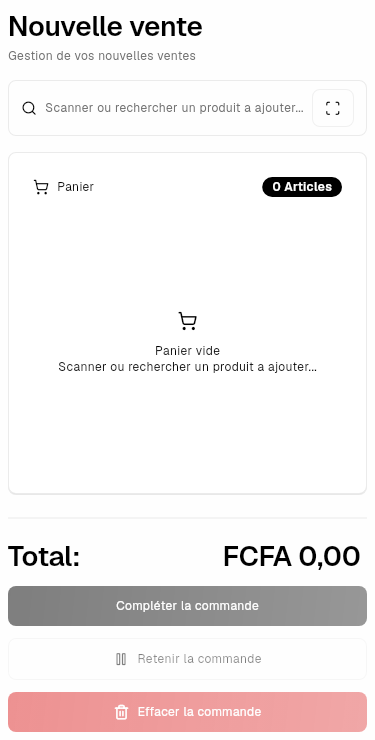 Nouvelle vente
Gestion de vos nouvelles ventes
Scanner ou rechercher un produit a ajouter...
Panier
0 Articles
Panier vide
Scanner ou rechercher un produit a ajouter...
Total:
FCFA 0,00
Compléter la commande
Retenir la commande
Effacer la commande